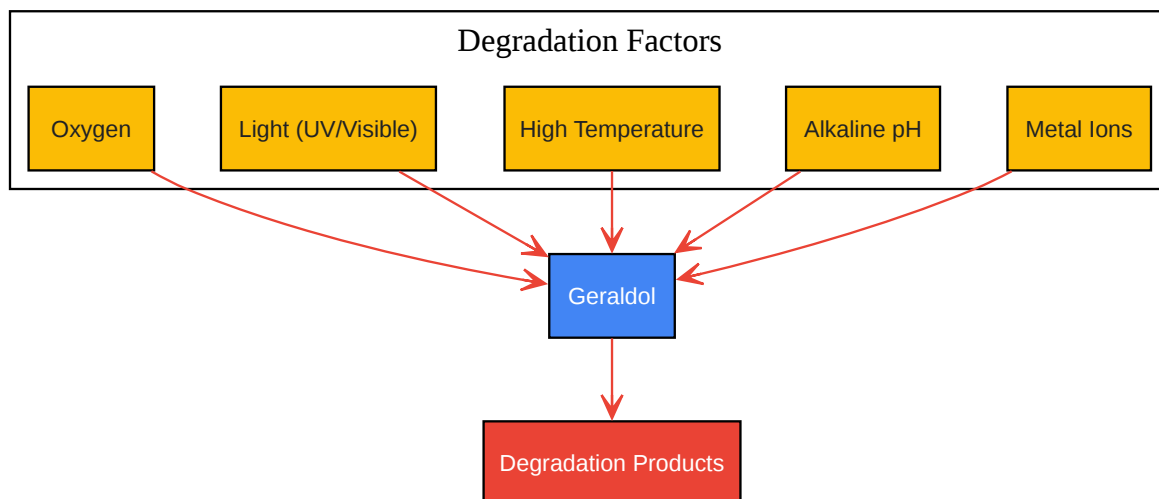 Degradation Factors
Oxygen
Light (UV/Visible)
High Temperature
Alkaline pH
Metal Ions
Geraldol
Degradation Products